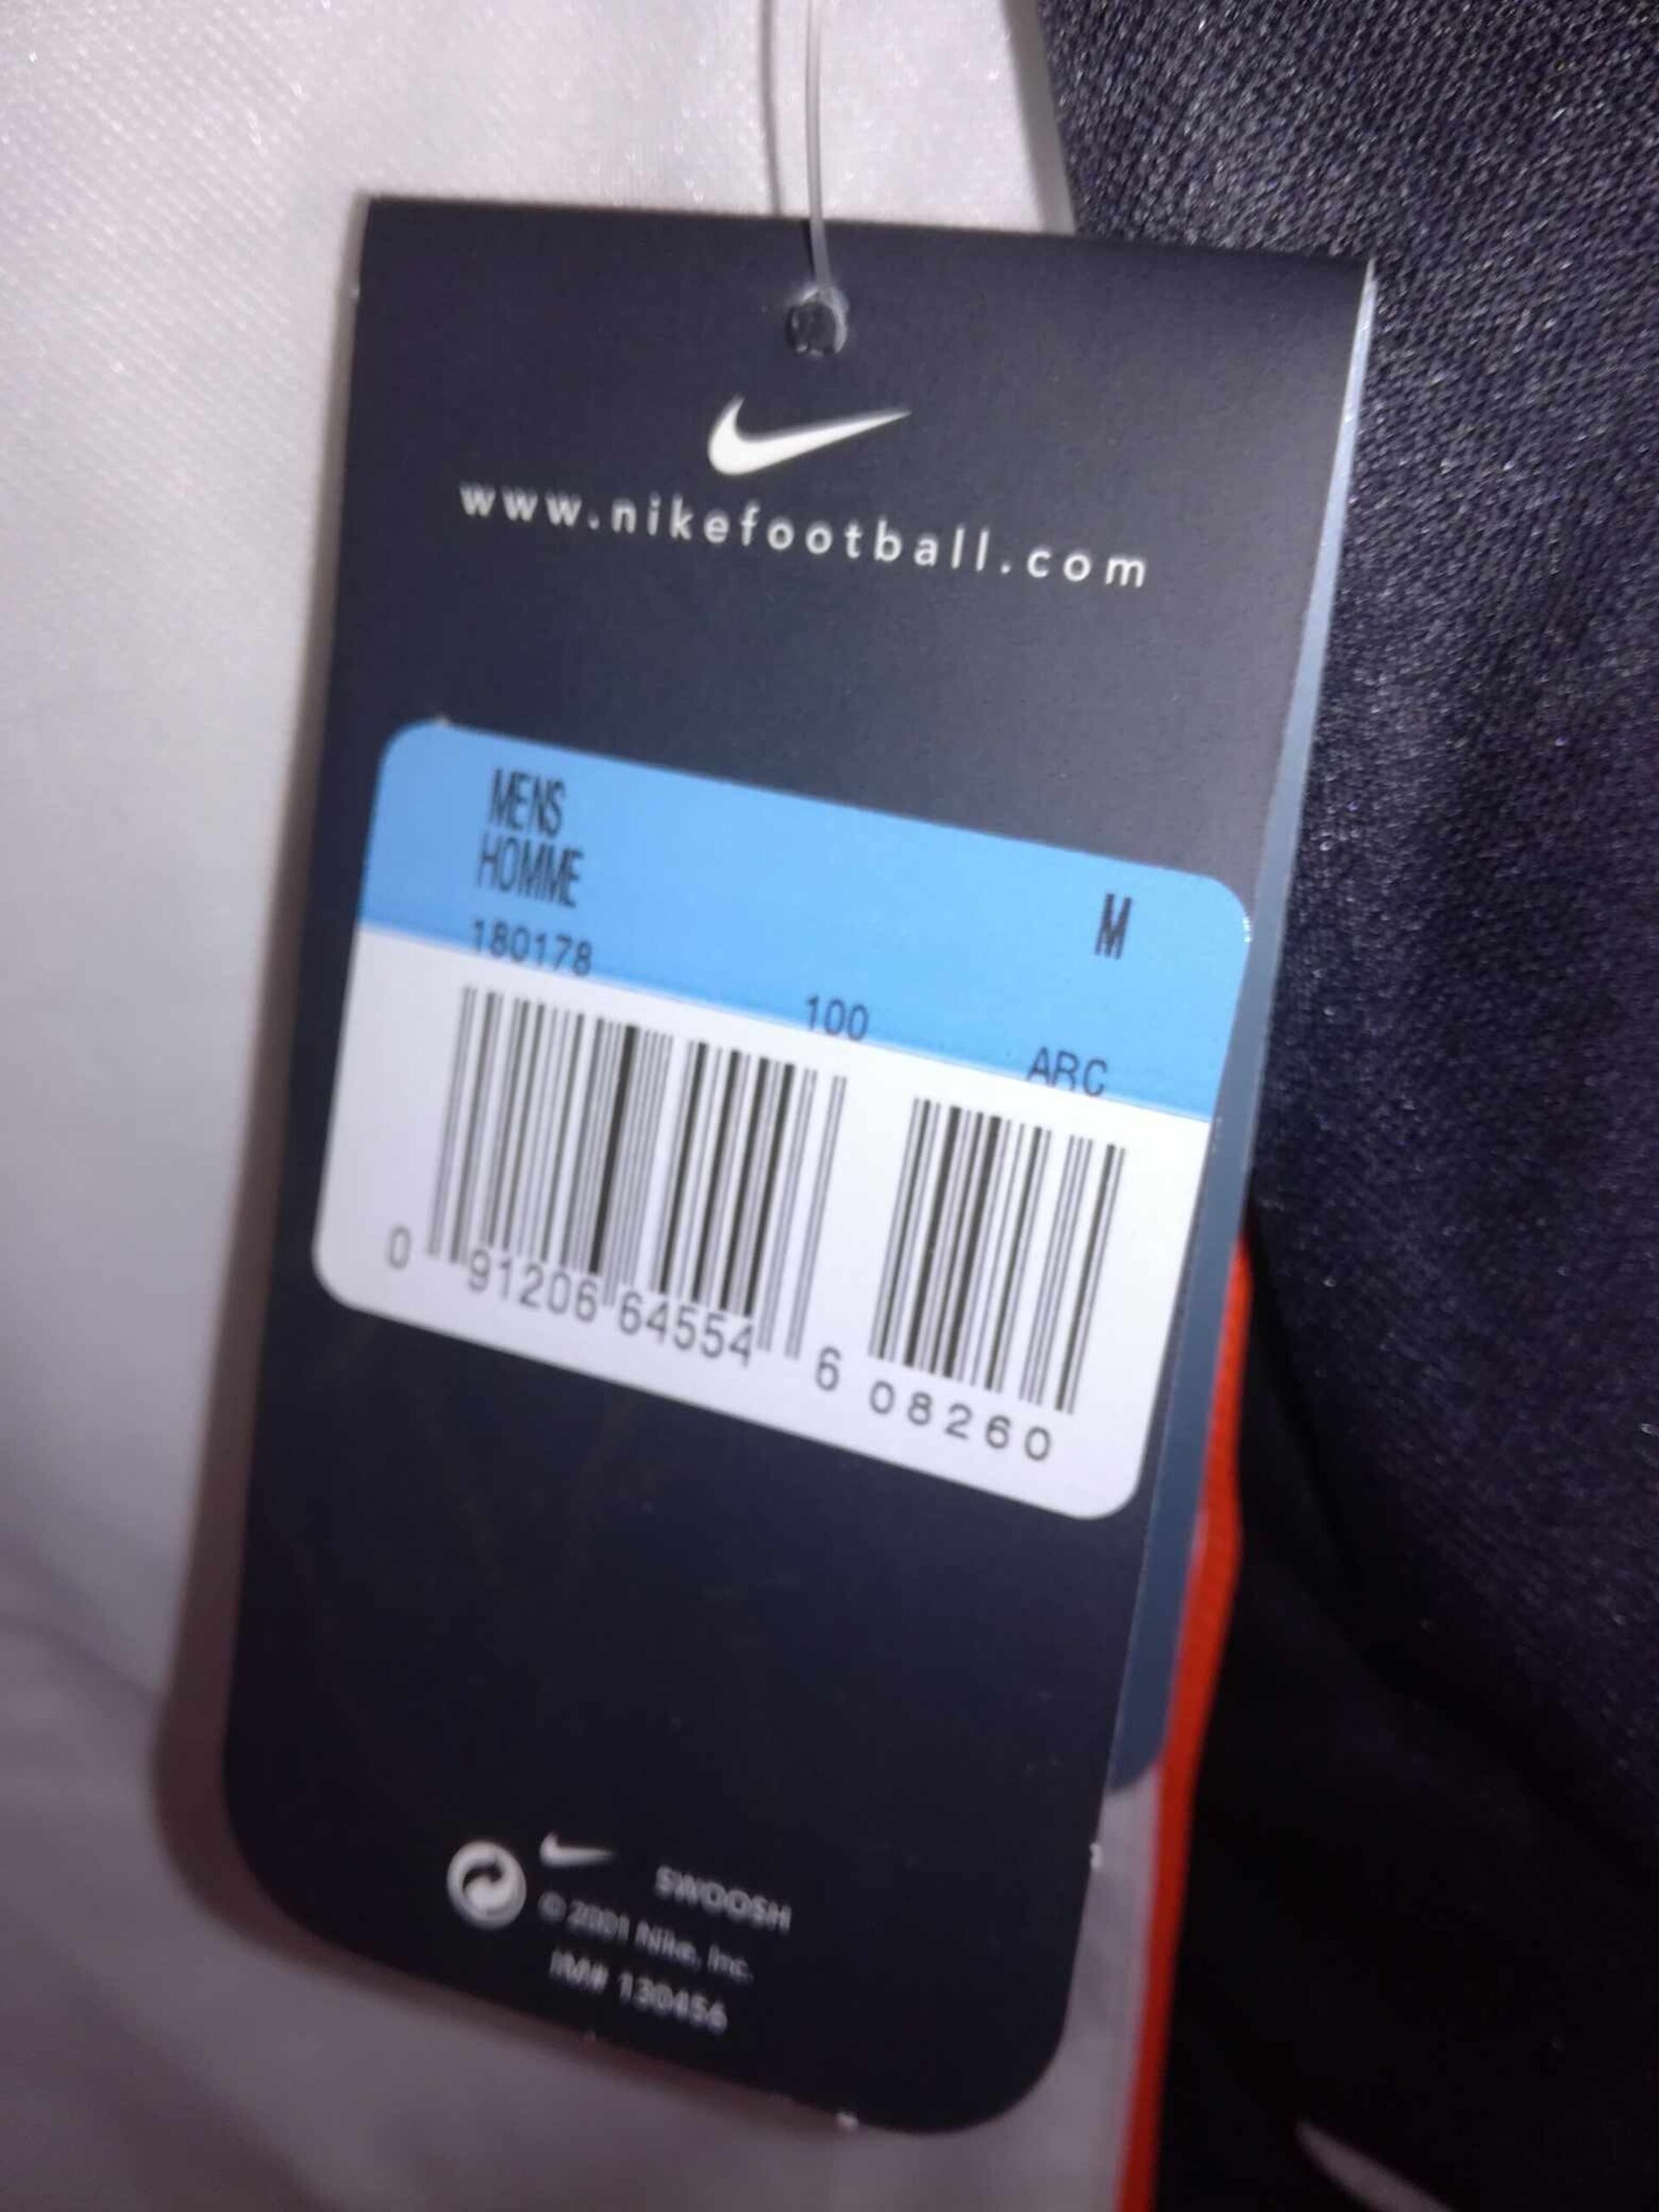 www.nikefootball.com
MENS
HOMME
M
180178
100
ARC
0 91206 64554 6 08260
SWOOSH
© 2001 Nike, Inc.
IM# 130456